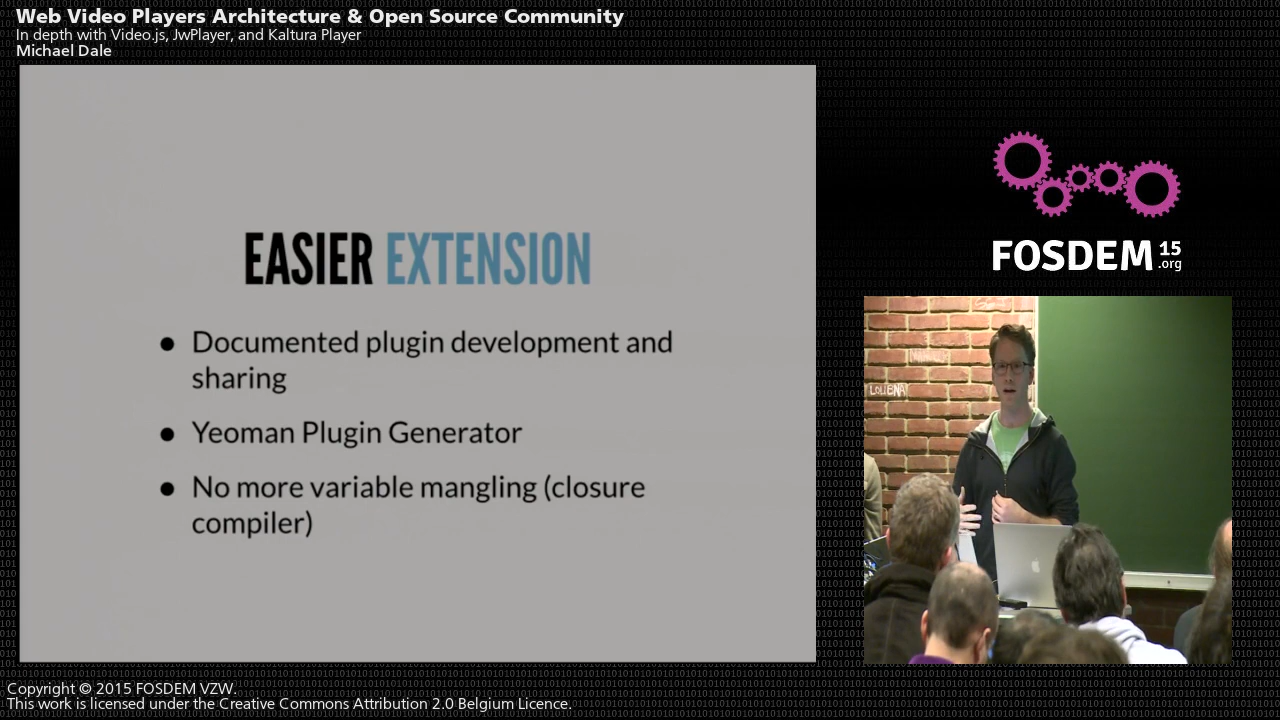 Web Video Players Architecture & Open Source Community
In depth with Video.js, JwPlayer, and Kaltura Player
Michael Dale
EASIER EXTENSION
● Documented plugin development and
sharing
● Yeoman Plugin Generator
● No more variable mangling (closure
compiler)
FOSDEM 15
.org
Copyright © 2015 FOSDEM VZW.
This work is licensed under the Creative Commons Attribution 2.0 Belgium Licence.